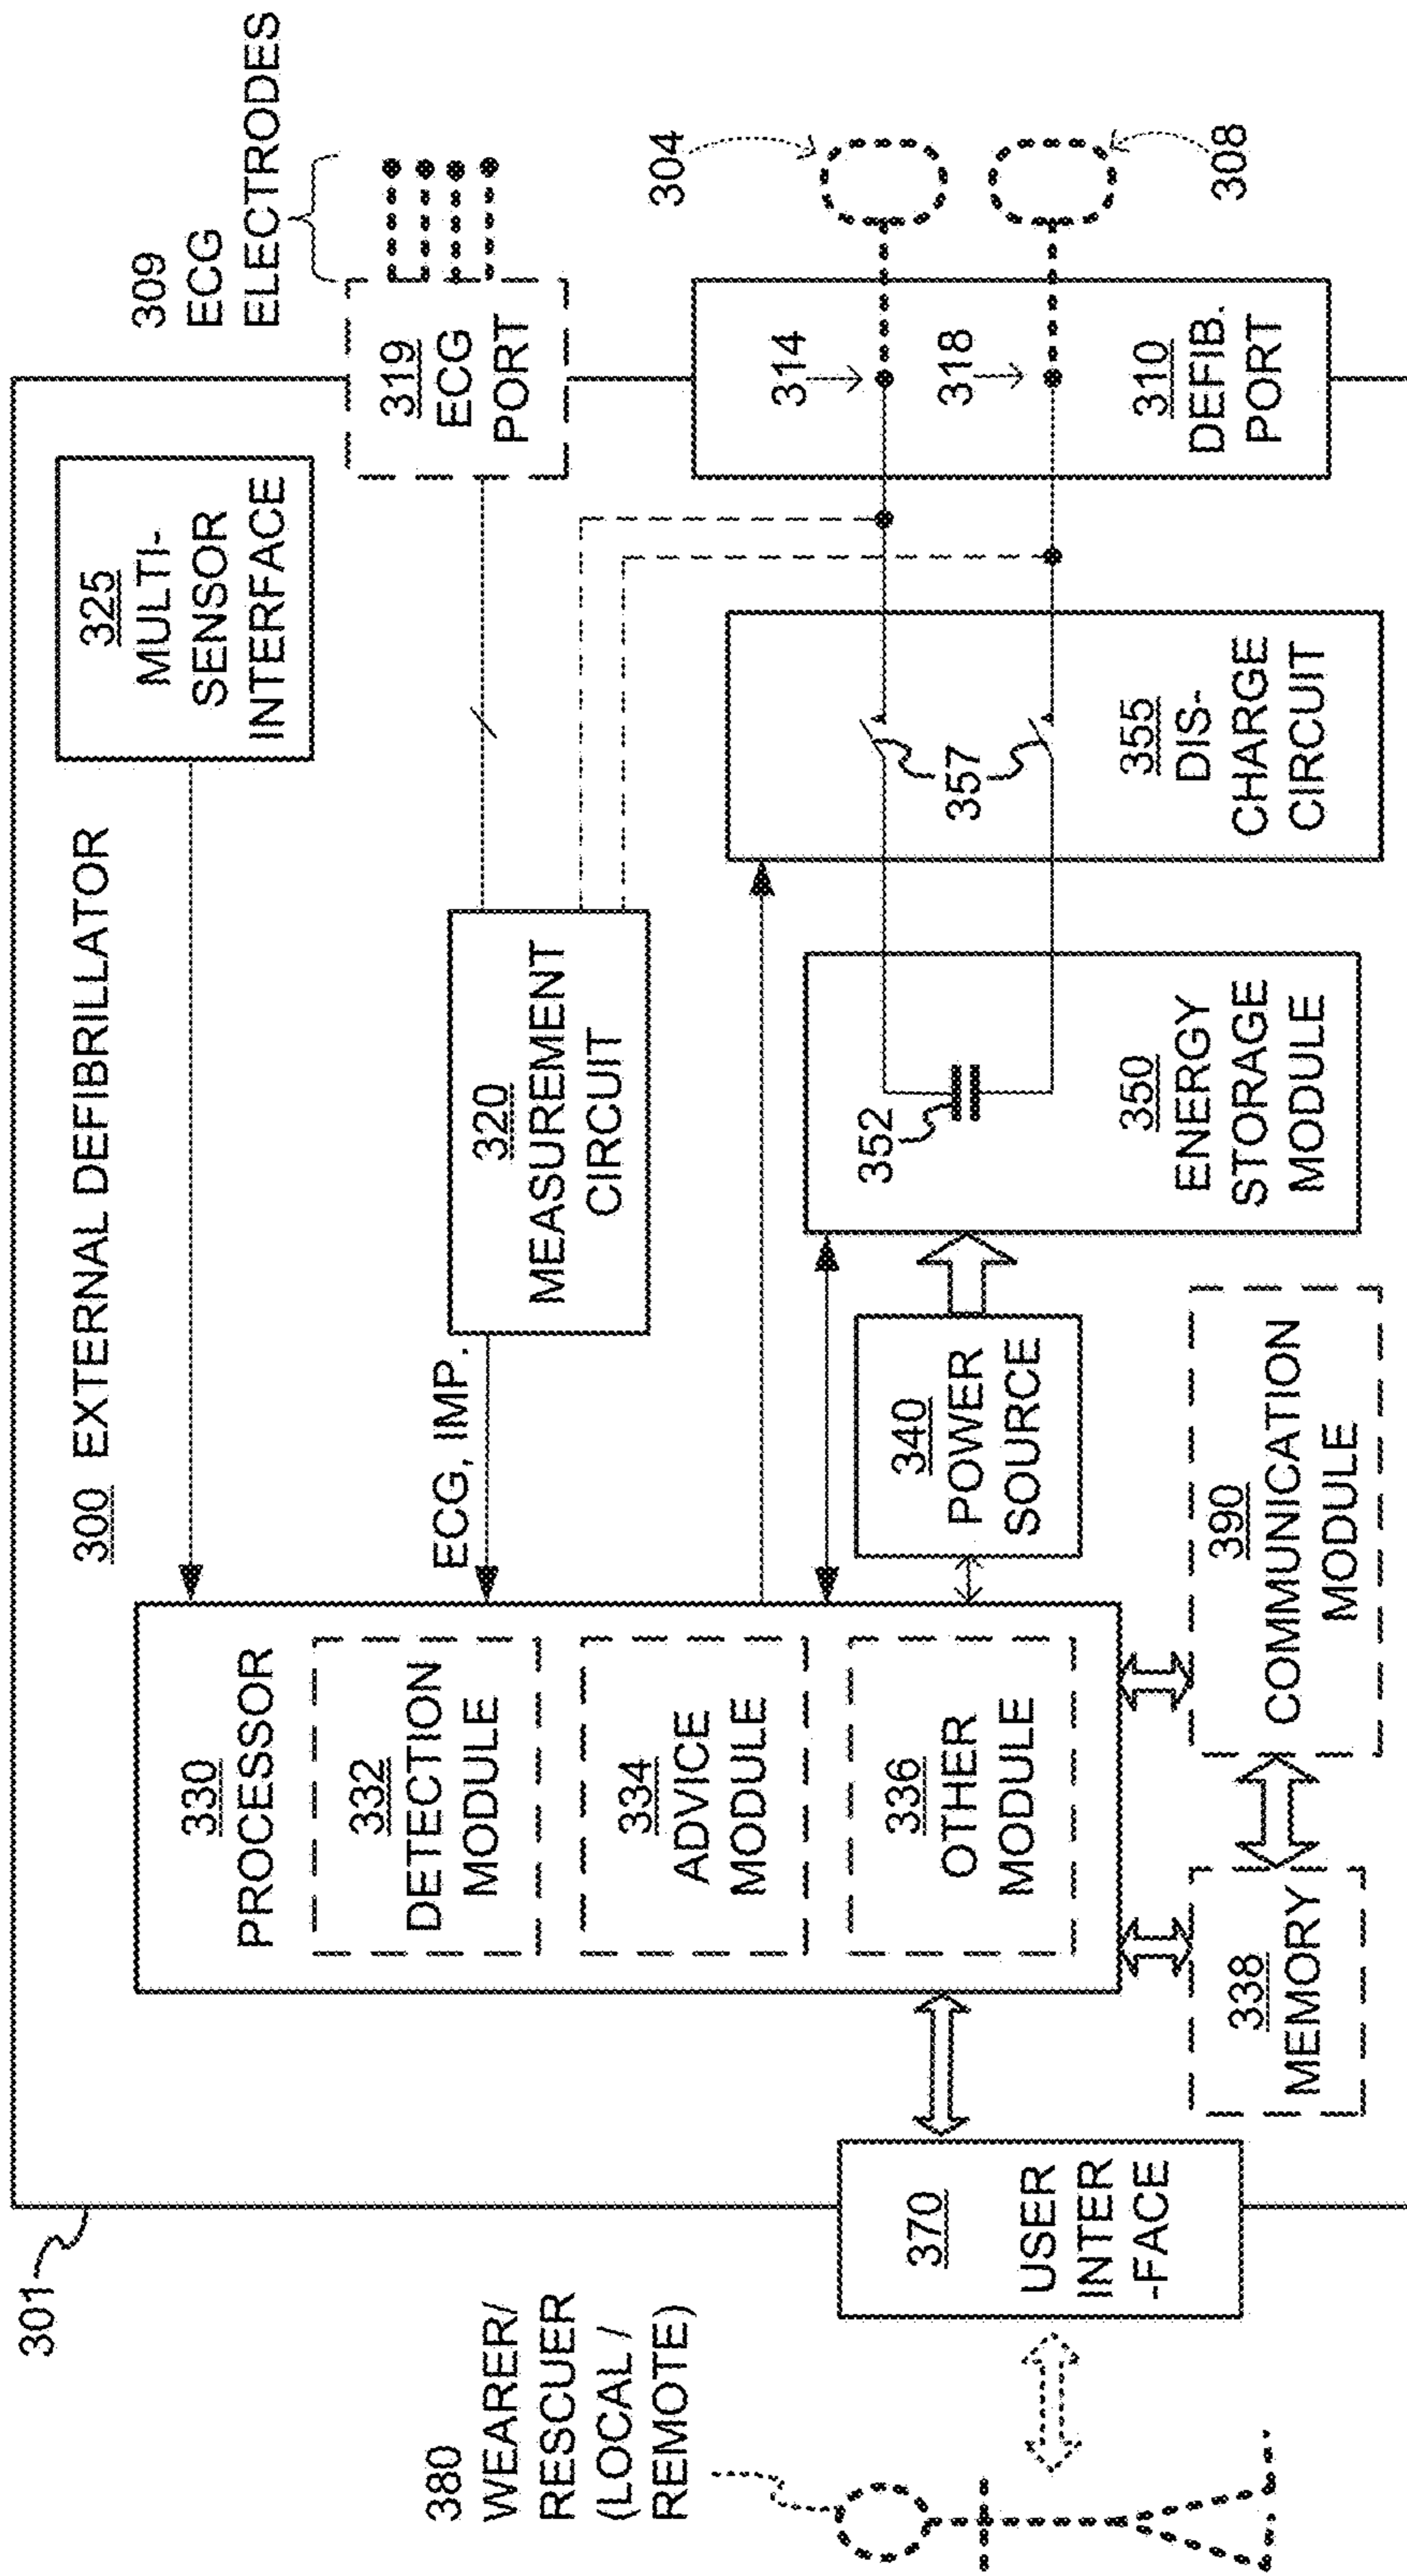 301
300 EXTERNAL DEFIBRILLATOR
309
ECG
ELECTRODES
325
MULTI-
SENSOR
INTERFACE
319
ECG
PORT
380
WEARER/
RESCUER
(LOCAL /
REMOTE)
330
PROCESSOR
332
DETECTION
MODULE
334
ADVICE
MODULE
336
OTHER
MODULE
ECG, IMP.
320
MEASUREMENT
CIRCUIT
304
308
314
318
310
DEFIB.
PORT
357
355
DIS-
CHARGE
CIRCUIT
352
350
ENERGY
STORAGE
MODULE
340
POWER
SOURCE
370
USER
INTER
-FACE
338
MEMORY
390
COMMUNICATION
MODULE